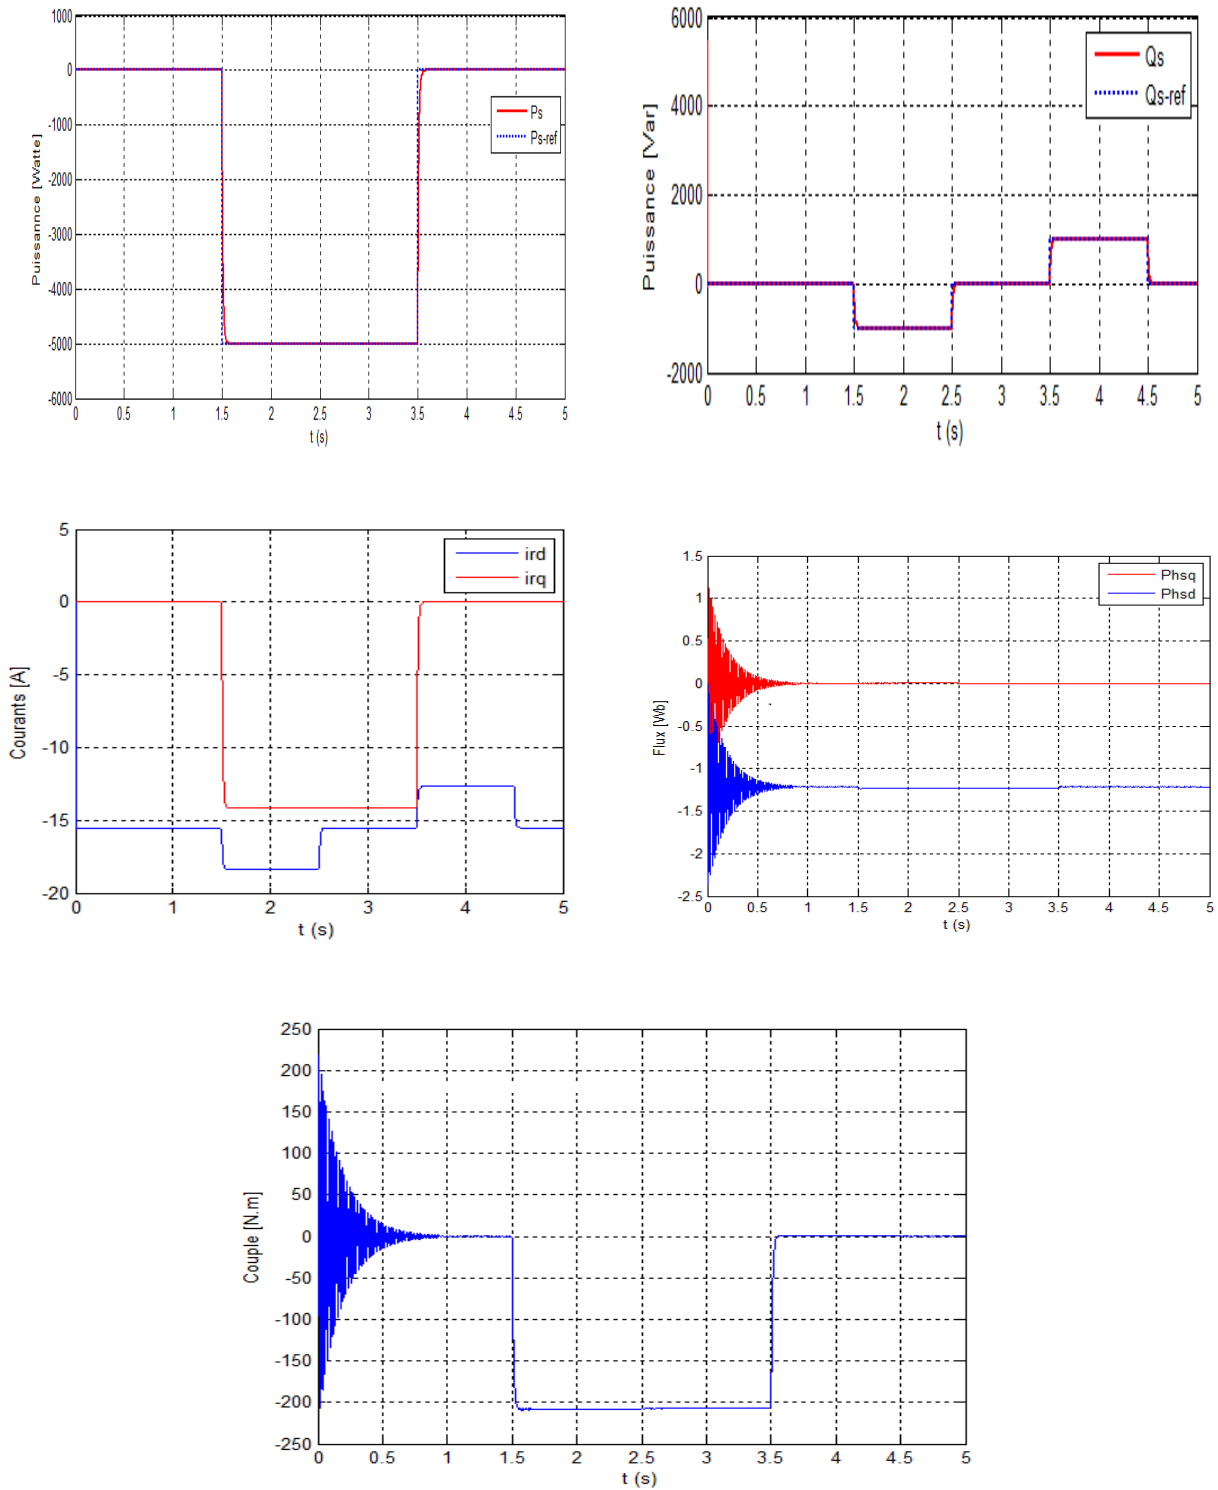 1000
0
-1000
-2000
-3000
-4000
-5000
-6000
Puissannce [Watte]
Ps
Ps-ref
0 0.5 1 1.5 2 2.5 3 3.5 4 4.5 5
t (s)
6000
4000
2000
0
-2000
Puissance [Var]
Qs
Qs-ref
0 0.5 1 1.5 2 2.5 3 3.5 4 4.5 5
t (s)
5
0
-5
-10
-15
-20
Courants [A]
ird
irq
0 1 2 3 4 5
t (s)
1.5
1
0.5
0
-0.5
-1
-1.5
-2
-2.5
Flux [Wb]
Phsq
Phsd
0 0.5 1 1.5 2 2.5 3 3.5 4 4.5 5
t (s)
250
200
150
100
50
0
-50
-100
-150
-200
-250
Couple [N.m]
0 0.5 1 1.5 2 2.5 3 3.5 4 4.5 5
t (s)